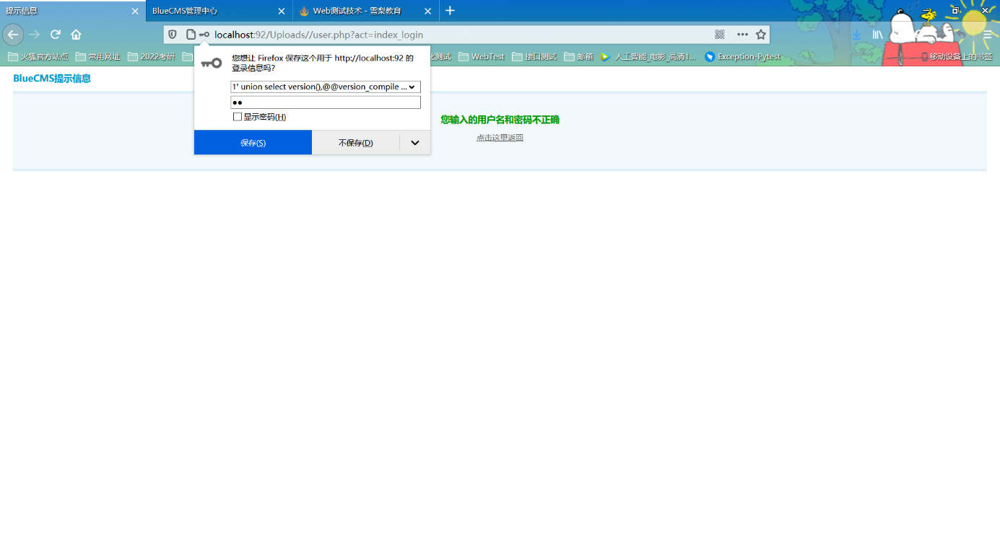 提示信息
BlueCMS管理中心
Web测试技术 - 雪梨教育
localhost:92/Uploads//user.php?act=index_login
火狐官方站点
常用网址
2022考研
测试
WebTest
接口测试
邮箱
人工智能_电影_高清1...
Exception-Pytest
移动设备上的书签
BlueCMS提示信息
您想让 Firefox 保存这个用于 http://localhost:92 的
登录信息吗?
1' union select version(),@@version_compile ...
显示密码(H)
保存(S)
不保存(D)
您输入的用户名和密码不正确
点击这里返回